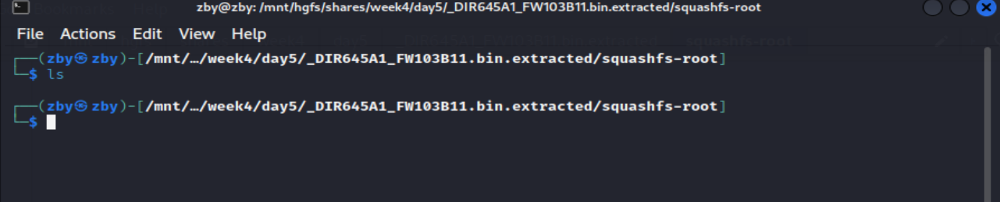 zby@zby: /mnt/hgfs/shares/week4/day5/_DIR645A1_FW103B11.bin.extracted/squashfs-root
File Actions Edit View Help
┌──(zby㉿zby)-[/mnt/…/week4/day5/_DIR645A1_FW103B11.bin.extracted/squashfs-root]
└─$ ls
┌──(zby㉿zby)-[/mnt/…/week4/day5/_DIR645A1_FW103B11.bin.extracted/squashfs-root]
└─$